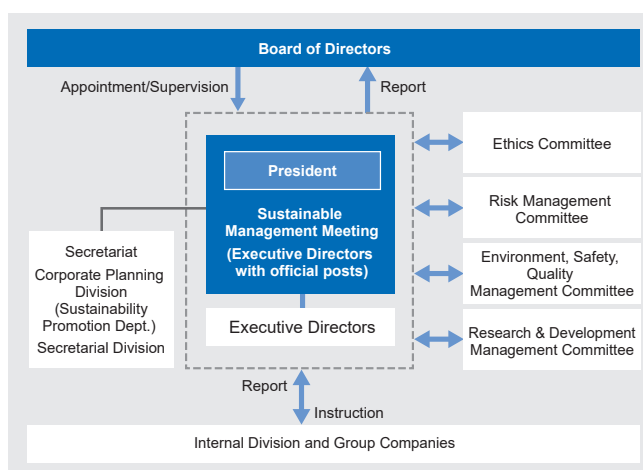 Board of Directors
Appointment/Supervision
Report
President
Sustainable
Management Meeting
(Executive Directors
with official posts)
Executive Directors
Secretariat
Corporate Planning
Division
(Sustainability
Promotion Dept.)
Secretarial Division
Ethics Committee
Risk Management
Committee
Environment, Safety,
Quality
Management Committee
Research & Development
Management Committee
Report
Instruction
Internal Division and Group Companies